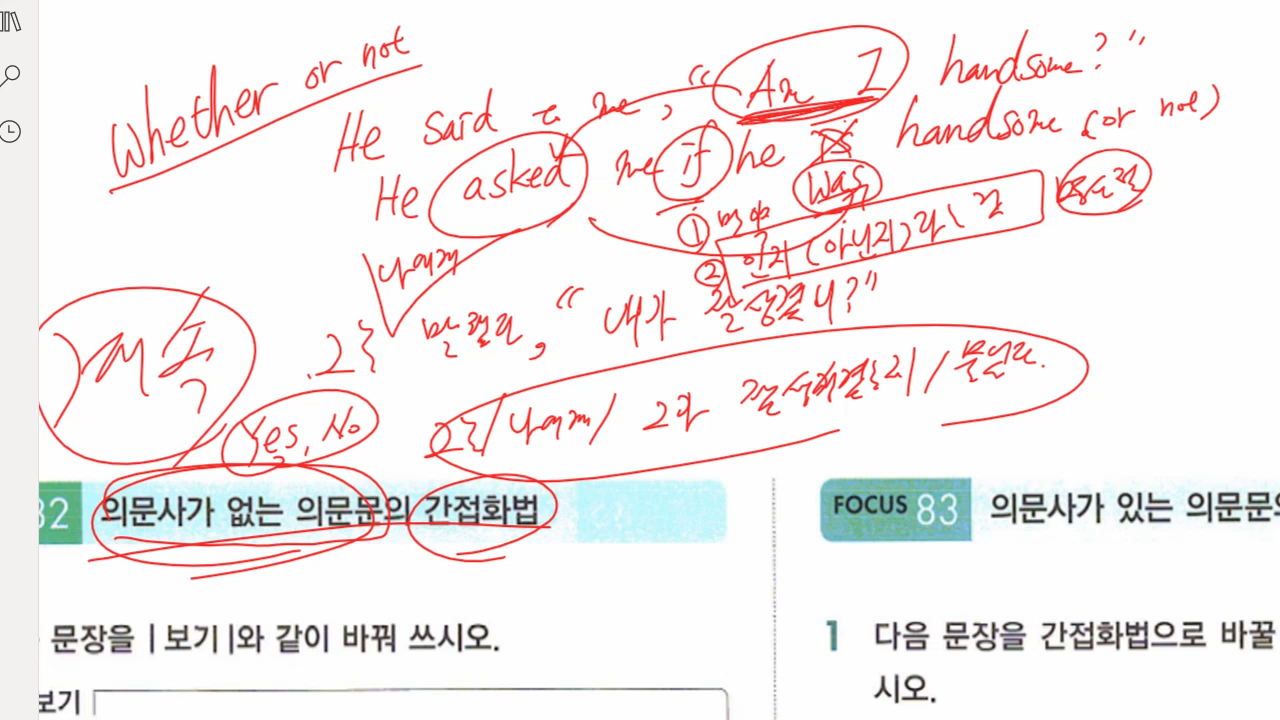 Whether or not
He said to me, "Am I handsome?"
He asked me if he is was handsome (or not)
① 만약
② 인지 (아닌지)라는 것 명사절
나에게
그는 말했다, "내가 잘생겼니?"
Yes, No
그는/나에게/ 그가 잘생겼는지/물었다.
82 의문사가 없는 의문문의 간접화법
문장을 |보기|와 같이 바꿔 쓰시오.
보기
FOCUS 83 의문사가 있는 의문문의
1 다음 문장을 간접화법으로 바꿀
시오.